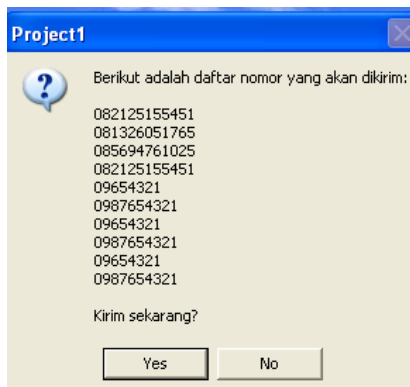 Project1
Berikut adalah daftar nomor yang akan dikirim:
082125155451
081326051765
085694761025
082125155451
09654321
0987654321
09654321
0987654321
09654321
0987654321
Kirim sekarang?
Yes
No